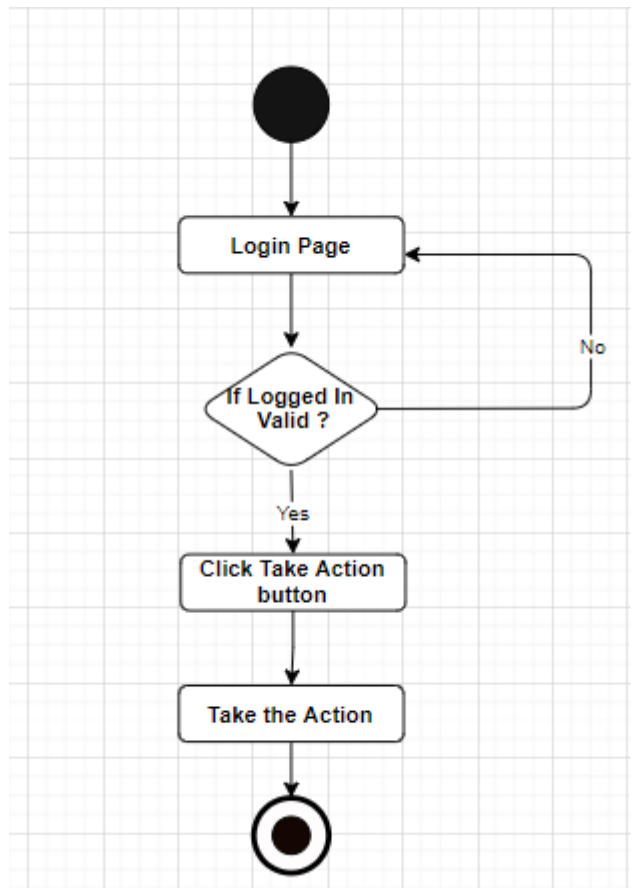 Login Page
No
If Logged In
Valid ?
Yes
Click Take Action
button
Take the Action